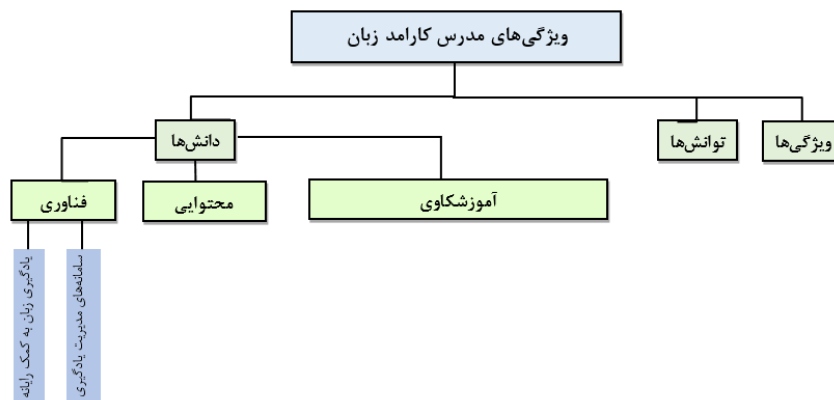 ویژگی‌های مدرس کارامد زبان
ویژگی‌ها
توانش‌ها
دانش‌ها
آموزشکاوی
محتوایی
فناوری
سامانه‌های مدیریت یادگیری
یادگیری زبان به کمک رایانه